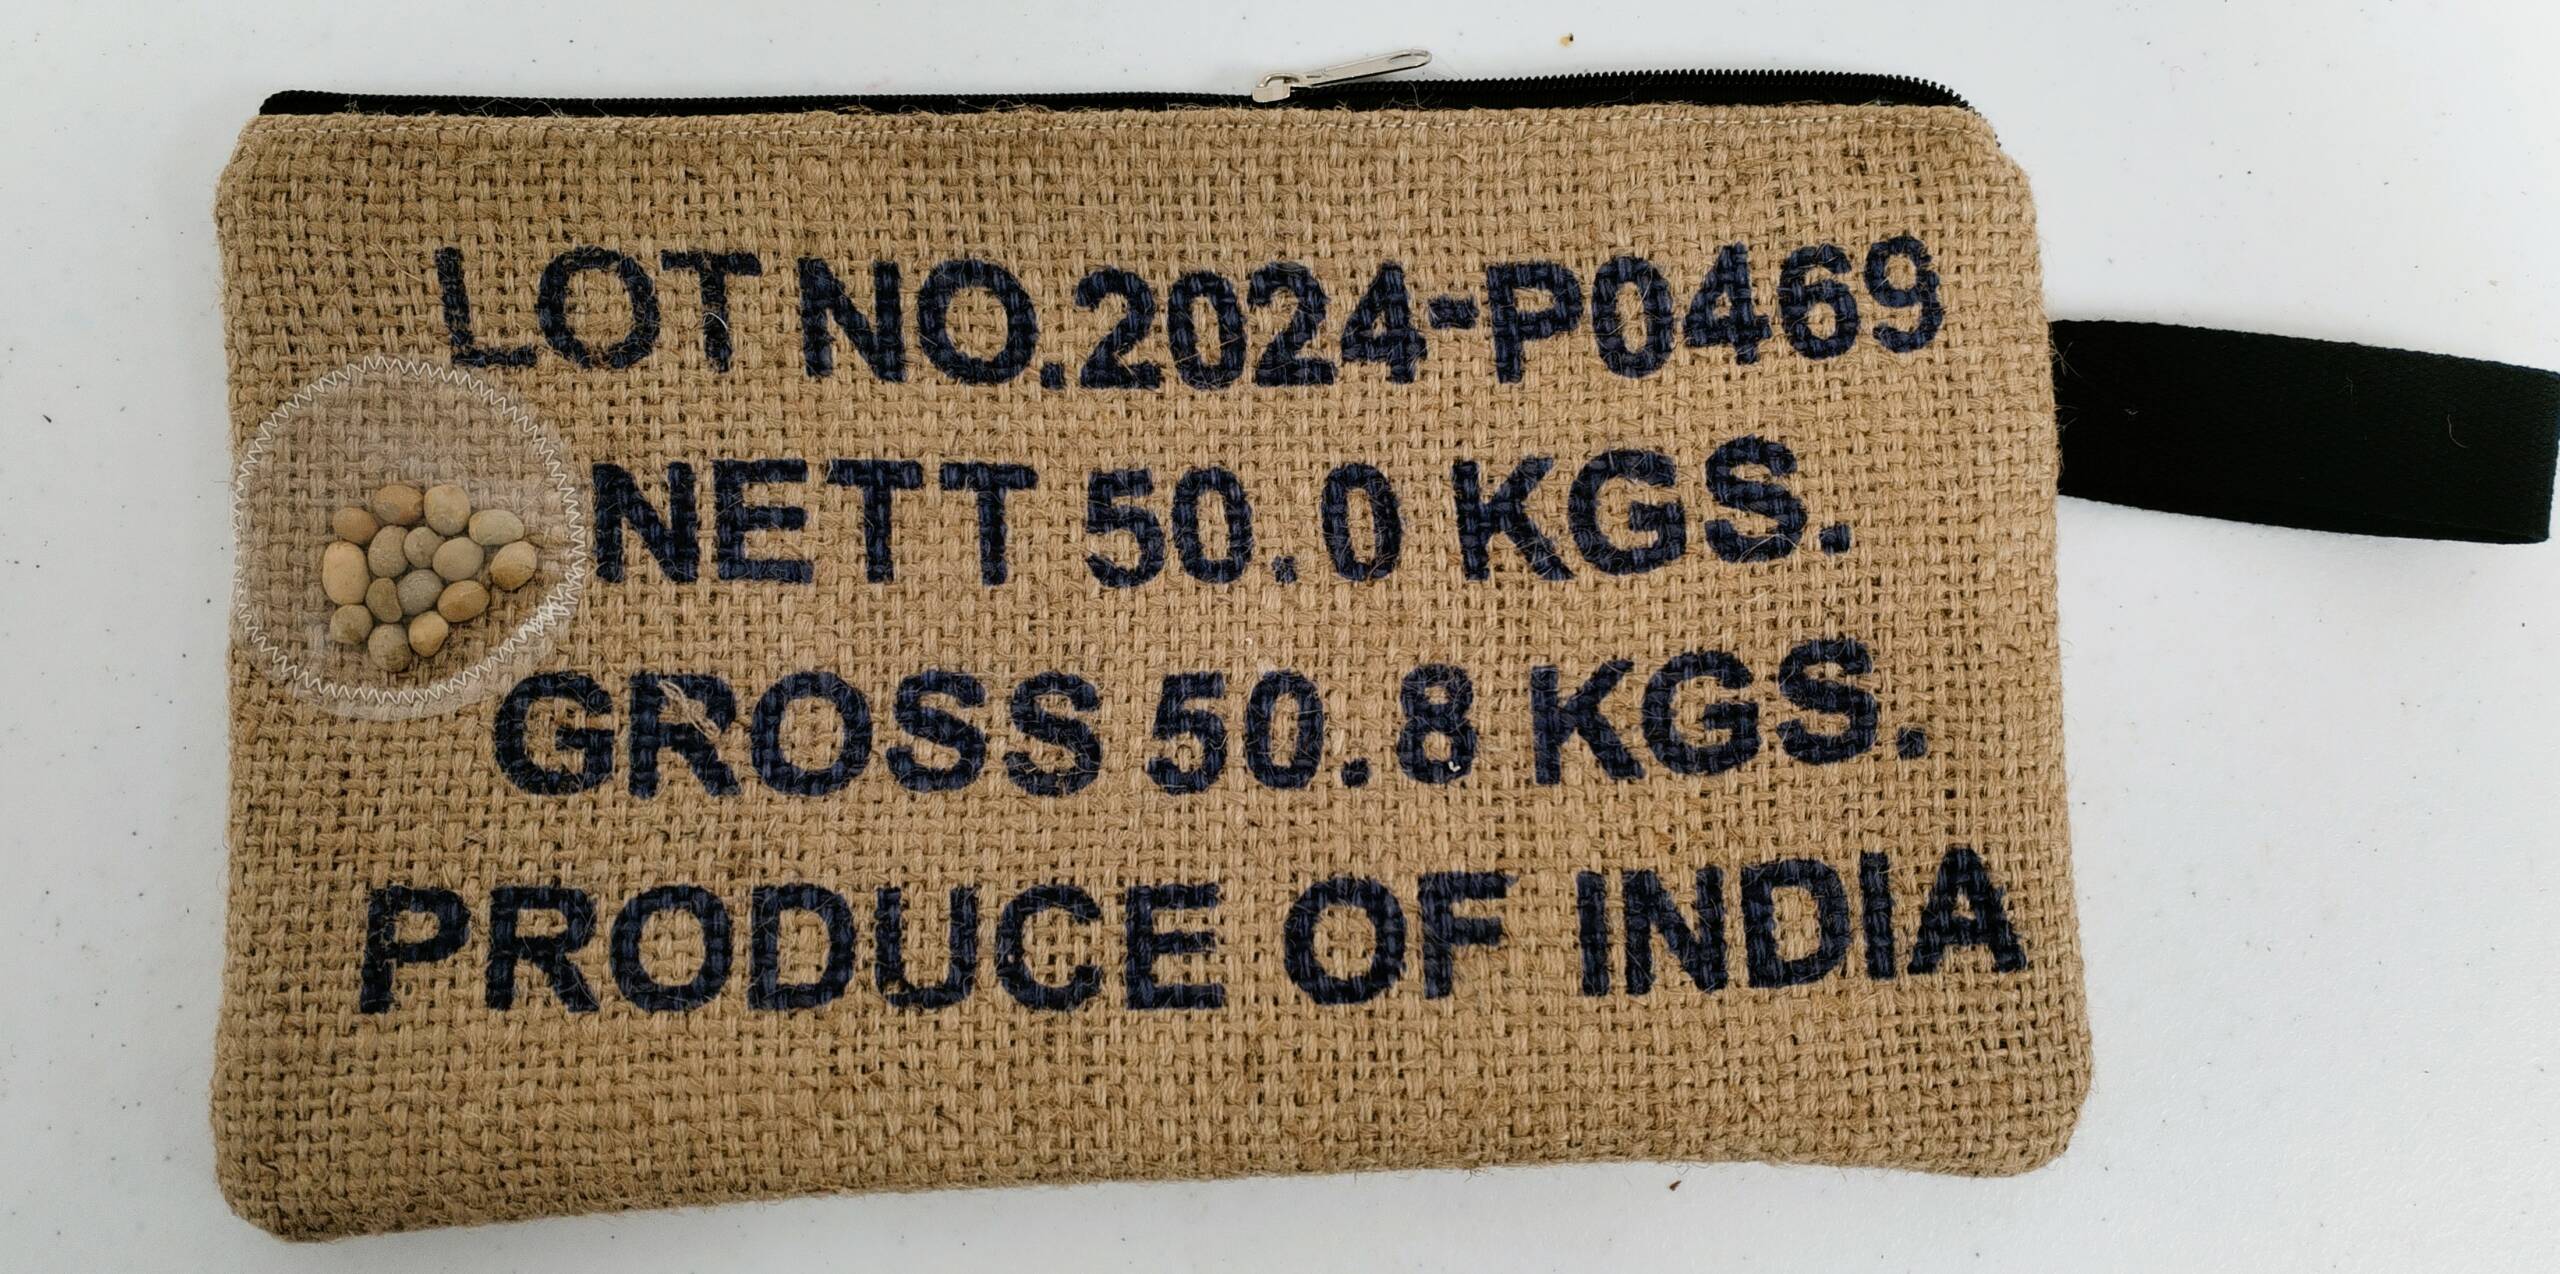 LOT NO.2024-P0469
NETT 50.0 KGS.
GROSS 50.8 KGS.
PRODUCE OF INDIA